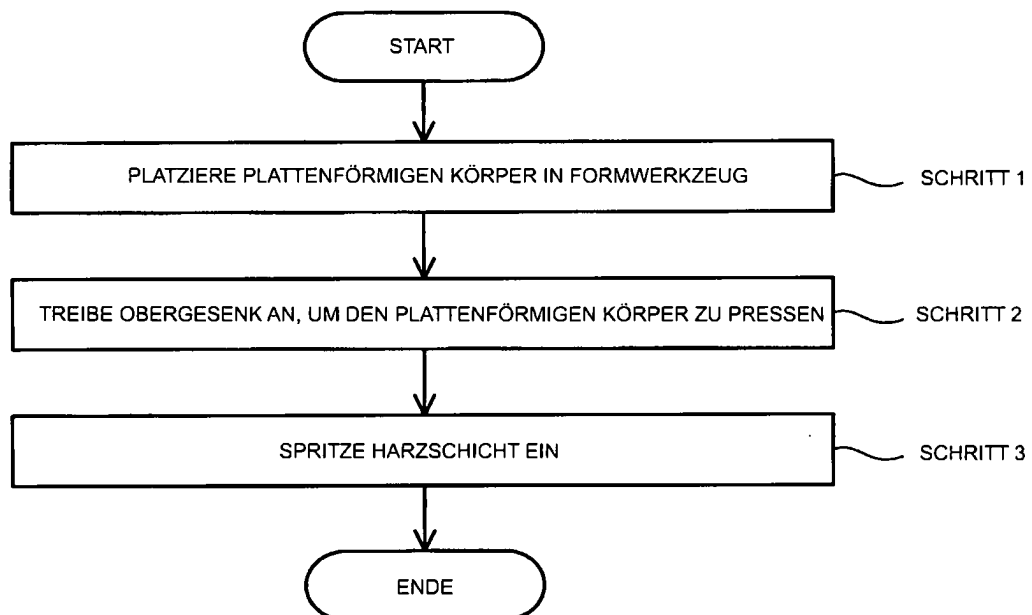 START
PLATZIERE PLATTENFÖRMIGEN KÖRPER IN FORMWERKZEUG
SCHRITT 1
TREIBE OBERGESENK AN, UM DEN PLATTENFÖRMIGEN KÖRPER ZU PRESSEN
SCHRITT 2
SPRITZE HARZSCHICHT EIN
SCHRITT 3
ENDE